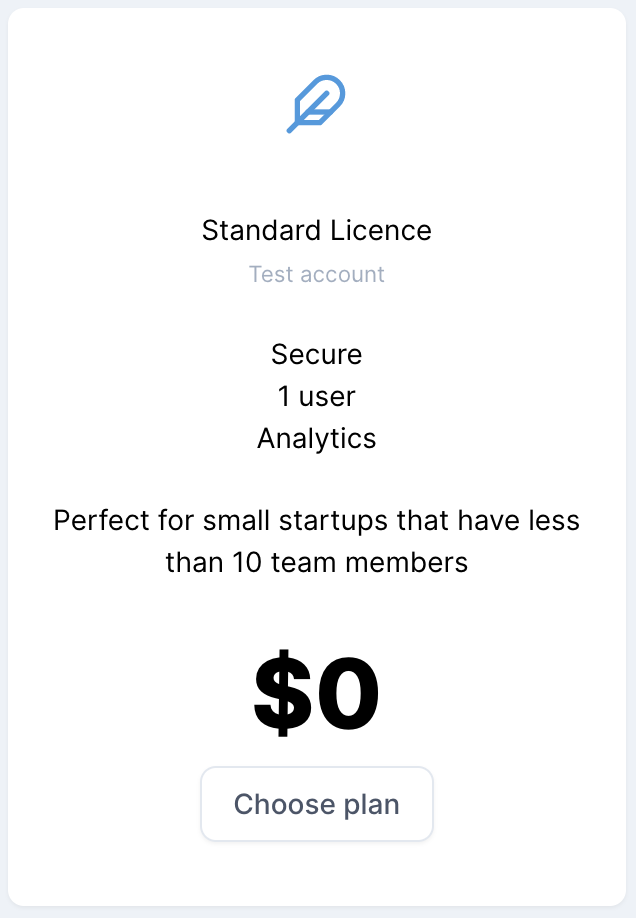 Standard Licence
Test account
Secure
1 user
Analytics
Perfect for small startups that have less
than 10 team members
$0
Choose plan